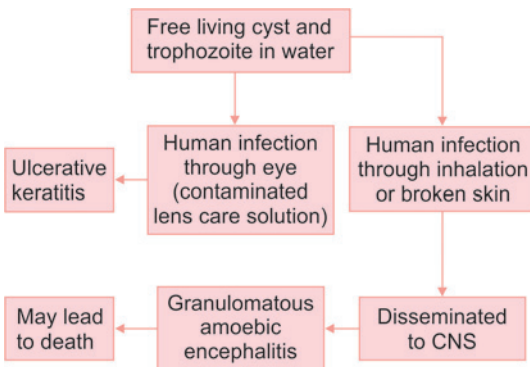 Free living cyst and
trophozoite in water
Ulcerative
keratitis
Human infection
through eye
(contaminated
lens care solution)
Human infection
through inhalation
or broken skin
May lead
to death
Granulomatous
amoebic
encephalitis
Disseminated
to CNS